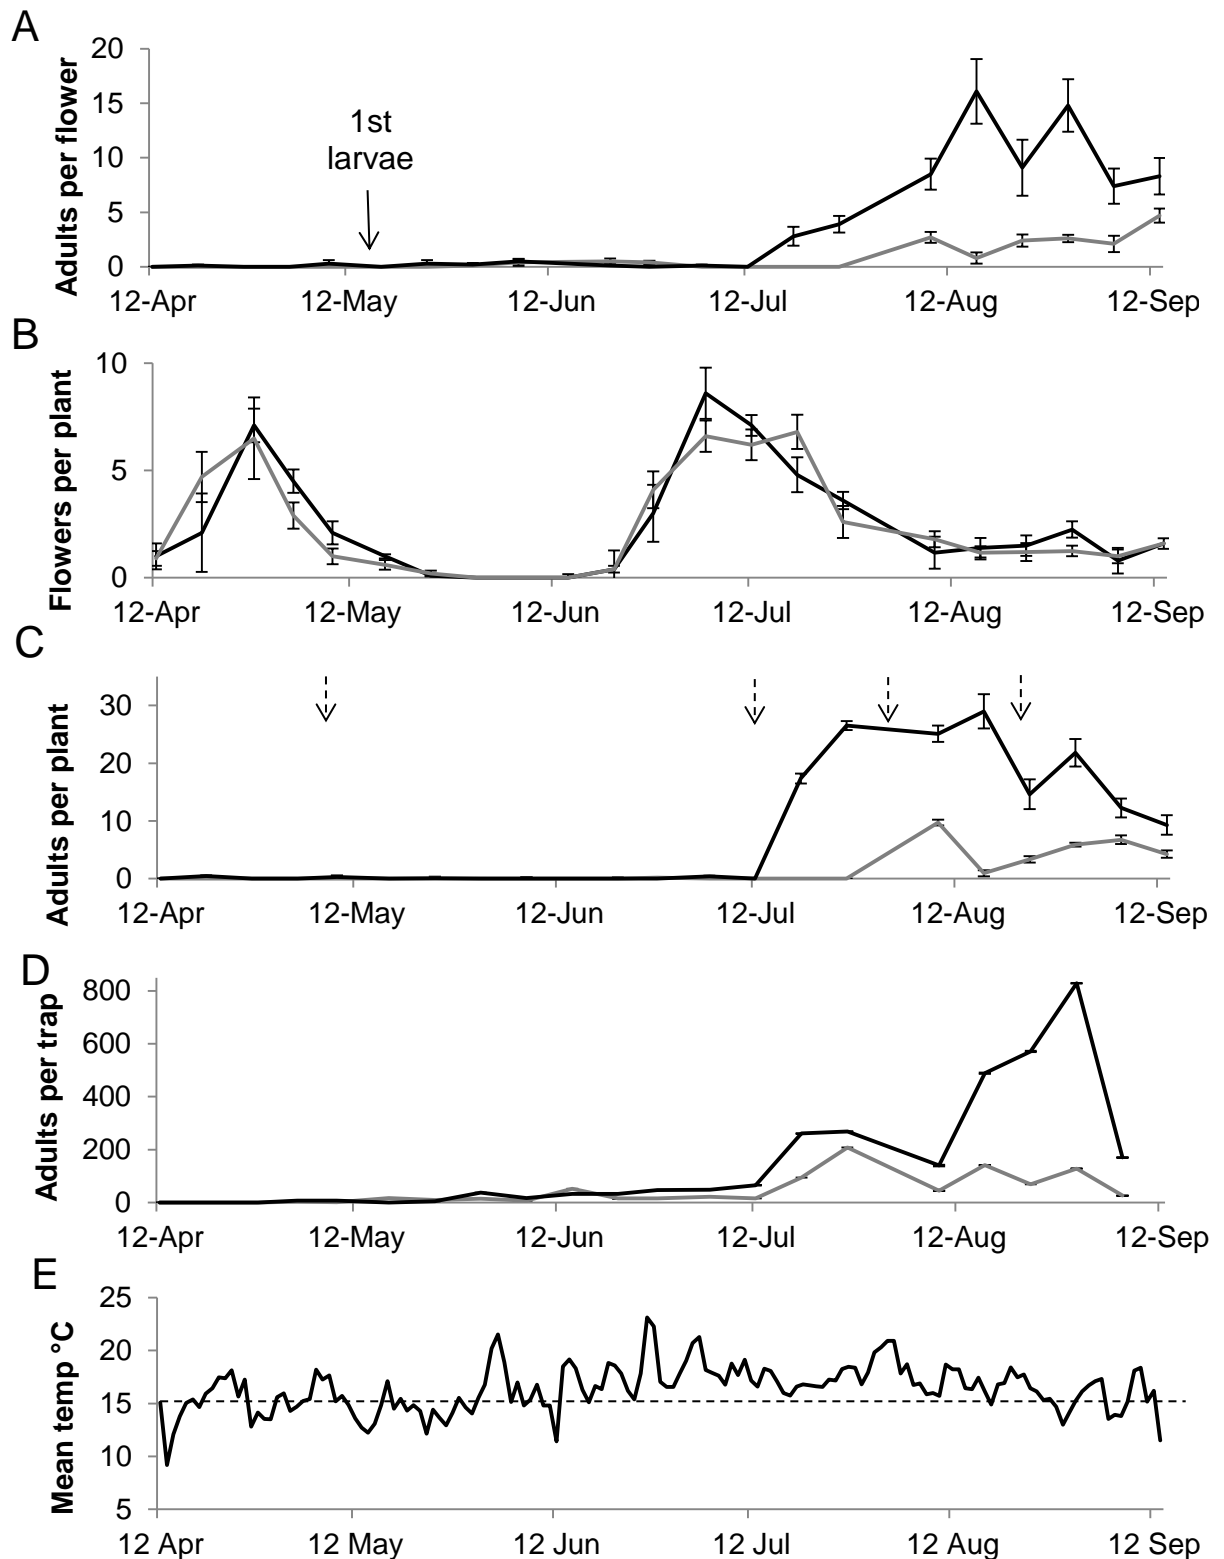 A
Adults per flower
20
15
10
5
0
1st
larvae
12-Apr 12-May 12-Jun 12-Jul 12-Aug 12-Sep
B
Flowers per plant
10
5
0
12-Apr 12-May 12-Jun 12-Jul 12-Aug 12-Sep
C
Adults per plant
30
20
10
0
12-Apr 12-May 12-Jun 12-Jul 12-Aug 12-Sep
D
Adults per trap
800
600
400
200
0
12-Apr 12-May 12-Jun 12-Jul 12-Aug 12-Sep
E
Mean temp °C
25
20
15
10
5
12 Apr 12 May 12 Jun 12 Jul 12 Aug 12 Sep